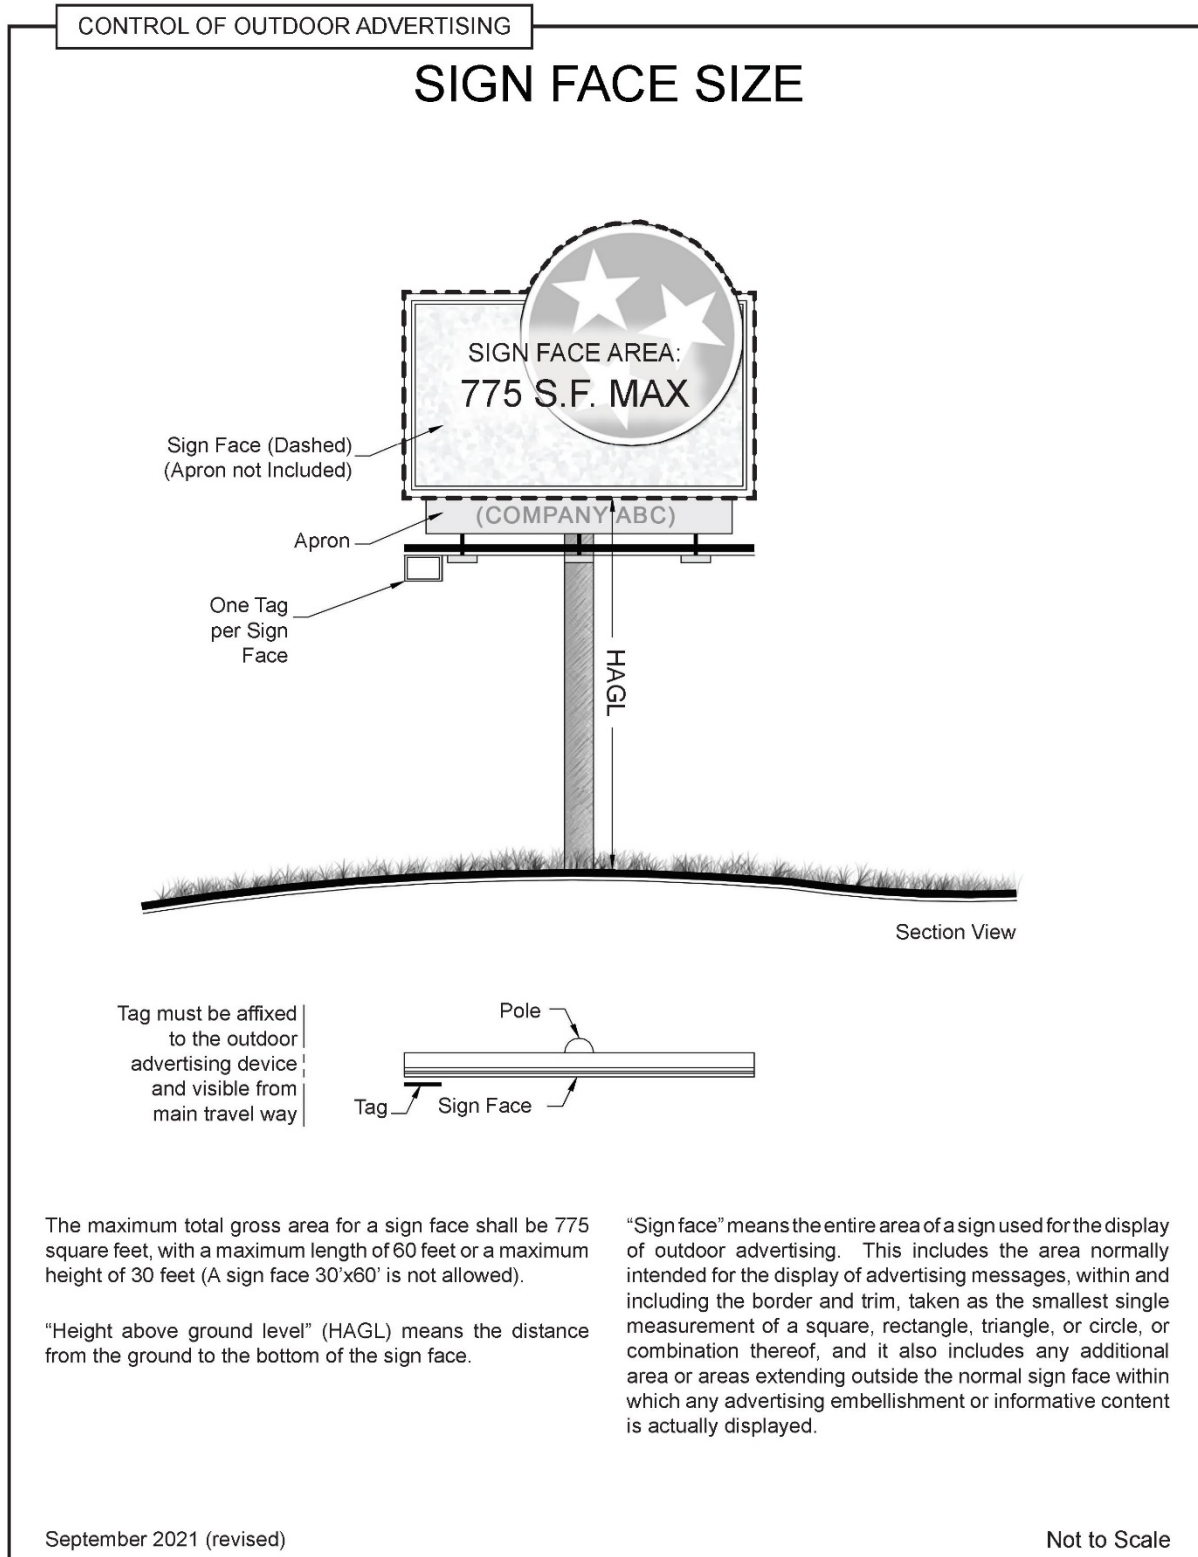 CONTROL OF OUTDOOR ADVERTISING
SIGN FACE SIZE
SIGN FACE AREA:
775 S.F. MAX
Sign Face (Dashed)
(Apron not Included)
(COMPANY ABC)
Apron
One Tag
per Sign
Face
HAGL
Section View
Tag must be affixed
to the outdoor
advertising device
and visible from
main travel way
Pole
Tag
Sign Face
The maximum total gross area for a sign face shall be 775
square feet, with a maximum length of 60 feet or a maximum
height of 30 feet (A sign face 30’x60’ is not allowed).
“Height above ground level” (HAGL) means the distance
from the ground to the bottom of the sign face.
“Sign face” means the entire area of a sign used for the display
of outdoor advertising. This includes the area normally
intended for the display of advertising messages, within and
including the border and trim, taken as the smallest single
measurement of a square, rectangle, triangle, or circle, or
combination thereof, and it also includes any additional
area or areas extending outside the normal sign face within
which any advertising embellishment or informative content
is actually displayed.
September 2021 (revised)
Not to Scale